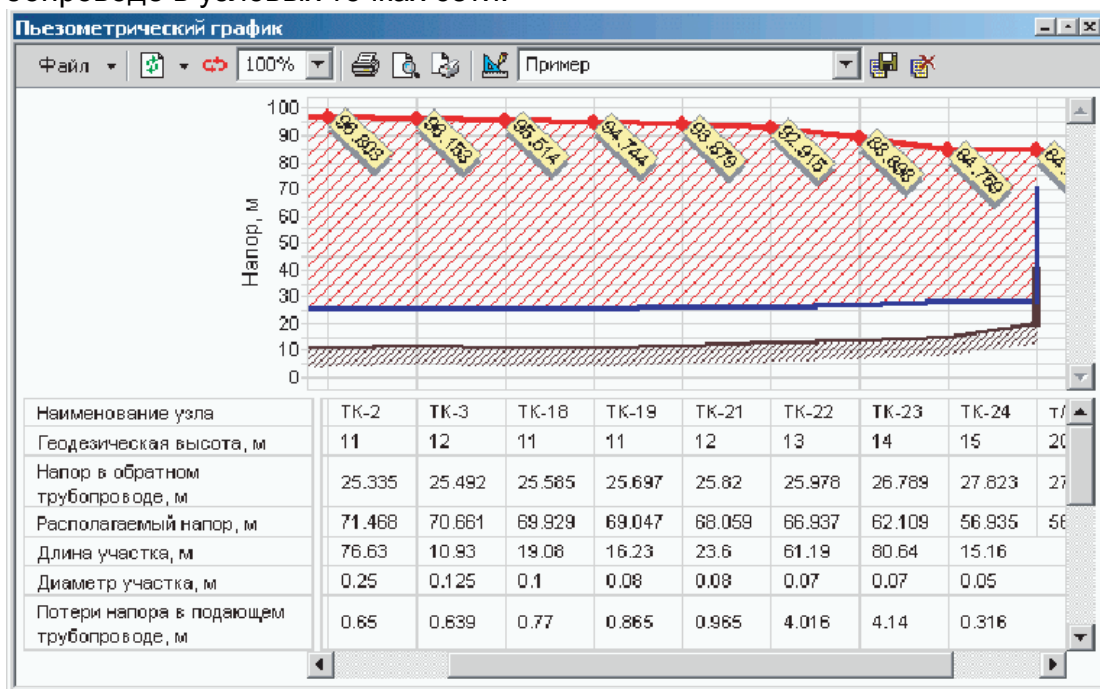 бопроводе в узловых точках сети.
Пьезометрический график
Файл 100% Пример
100
90
80
70
60
50
40
30
20
10
0
Напор, м
96.803 96.153 95.514 94.744 93.879 92.915 88.898 84.759 84.
Наименование узла ТК-2 ТК-3 ТК-18 ТК-19 ТК-21 ТК-22 ТК-23 ТК-24
Геодезическая высота, м 11 12 11 11 12 13 14 15 20
Напор в обратном
трубопроводе, м 25.335 25.492 25.585 25.697 25.82 25.978 26.789 27.823 27
Располагаемый напор, м 71.468 70.661 69.929 69.047 68.059 66.937 62.109 56.935 56
Длина участка, м 76.63 10.93 19.08 16.23 23.6 61.19 80.64 15.16
Диаметр участка, м 0.25 0.125 0.1 0.08 0.08 0.07 0.07 0.05
Потери напора в подающем
трубопроводе, м 0.65 0.639 0.77 0.865 0.965 4.016 4.14 0.316